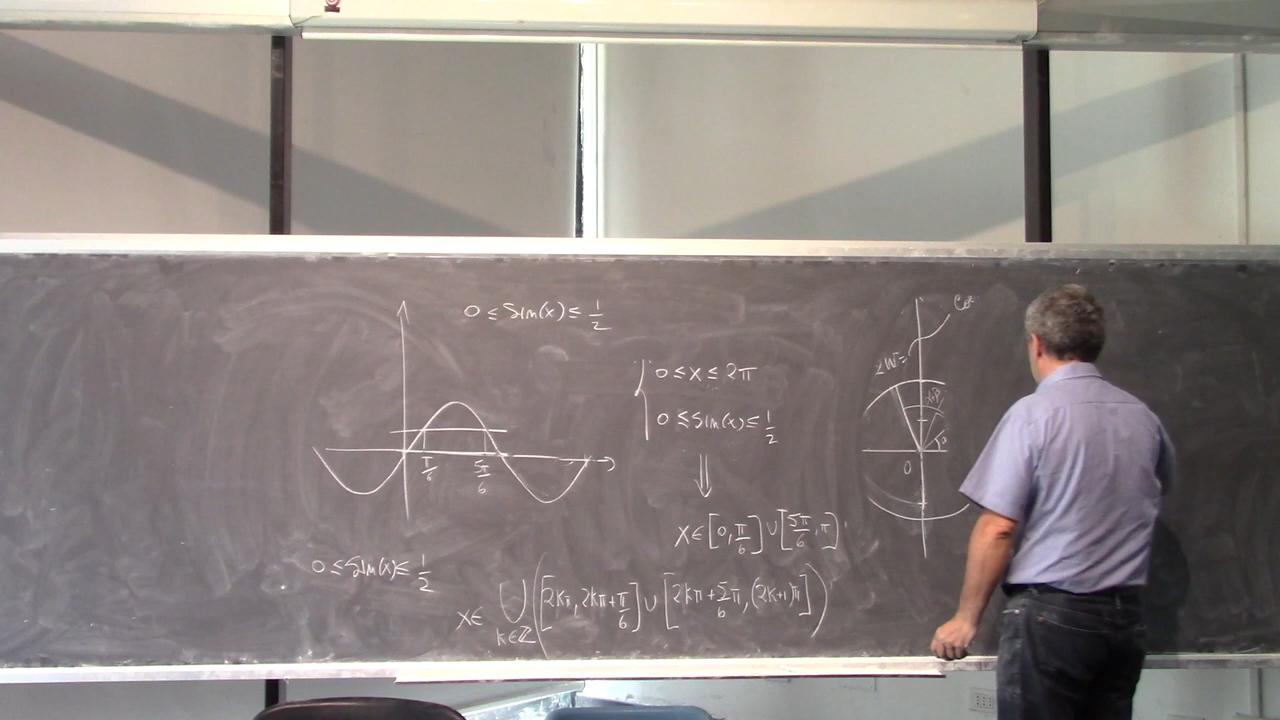 0 ≤ Sin(x) ≤ 1/2
0 ≤ x ≤ 2π
0 ≤ Sin(x) ≤ 1/2
π/6 5π/6
⇓
x ∈ [0, π/6] ∪ [5π/6, π]
0 ≤ Sin(x) ≤ 1/2
x ∈ ⋃ k∈ℤ ([2kπ, 2kπ + π/6] ∪ [2kπ + 5/6 π, (2k+1)π])
0